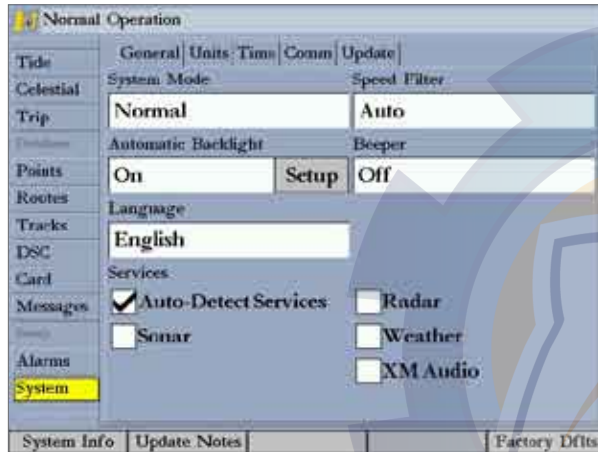 Normal Operation
General Units Time Comm Update
Tide
Celestial
Trip
Points
Routes
Tracks
DSC
Card
Messages
Alarms
System
System Mode
Speed Filter
Normal
Auto
Automatic Backlight
Beeper
On
Setup
Off
Language
English
Services
Auto-Detect Services
Radar
Sonar
Weather
XM Audio
System Info
Update Notes
Factory Dflts